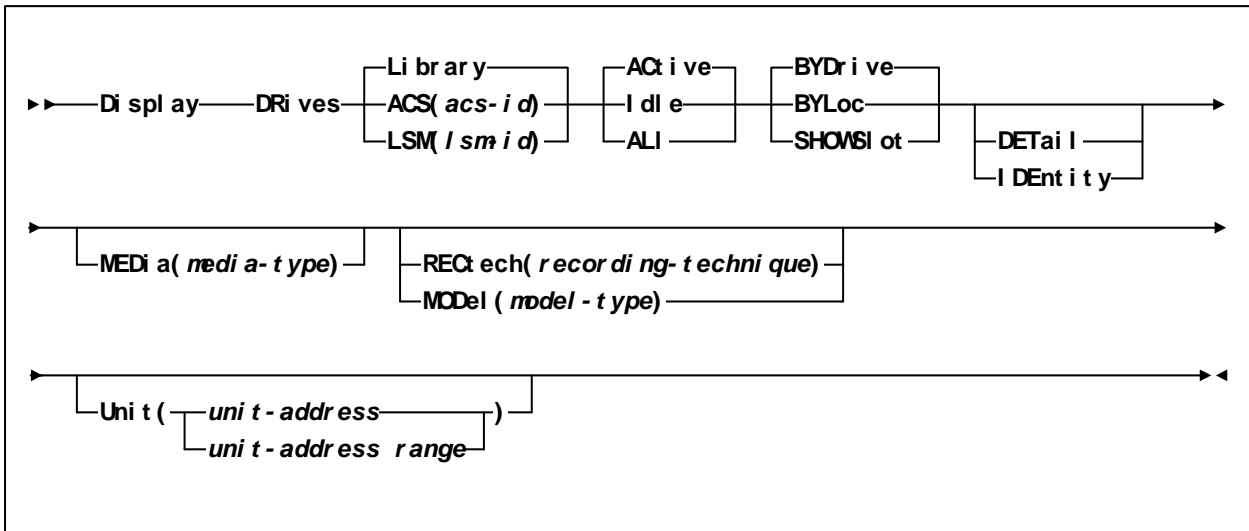 Library ACtive BYDrive
Display DRives ACS(acs-id) Idle BYLoc
LSM(lsm-id) ALl SHOWSlot DETail
IDEntity
MEDia(media-type) RECtech(recording-technique)
MODel(model-type)
Unit( unit-address )
unit-address range